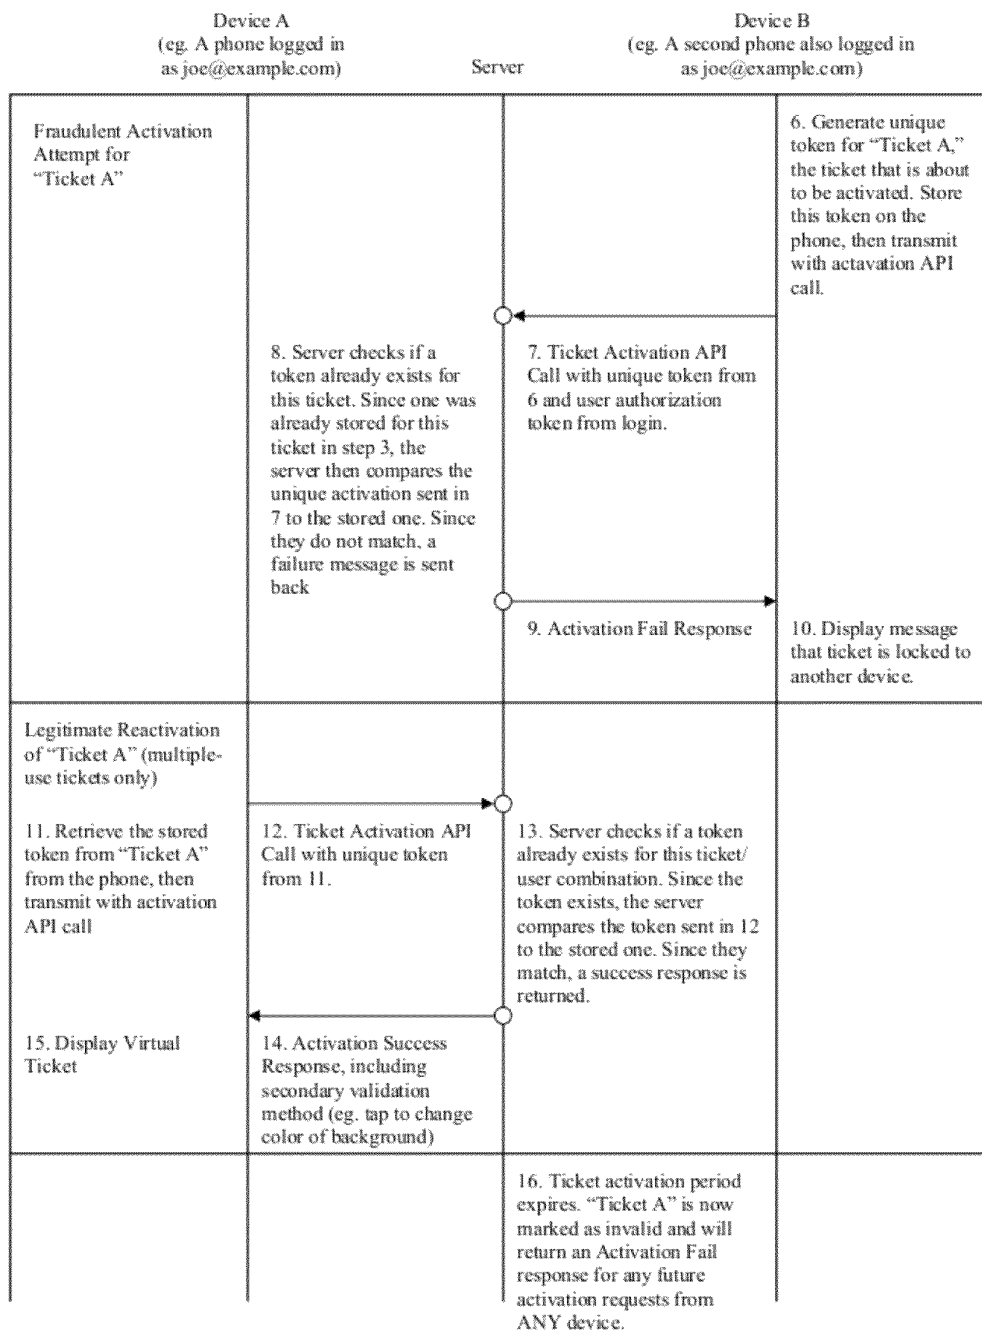 Device A
(eg. A phone logged in
as joe@example.com)
Server
Device B
(eg. A second phone also logged in
as joe@example.com)
Fraudulent Activation
Attempt for
“Ticket A”
6. Generate unique
token for “Ticket A,”
the ticket that is about
to be activated. Store
this token on the
phone, then transmit
with actavation API
call.
7. Ticket Activation API
Call with unique token from
6 and user authorization
token from login.
8. Server checks if a
token already exists for
this ticket. Since one was
already stored for this
ticket in step 3, the
server then compares the
unique activation sent in
7 to the stored one. Since
they do not match, a
failure message is sent
back
9. Activation Fail Response
10. Display message
that ticket is locked to
another device.
Legitimate Reactivation
of “Ticket A” (multiple-
use tickets only)
11. Retrieve the stored
token from “Ticket A”
from the phone, then
transmit with activation
API call
12. Ticket Activation API
Call with unique token
from 11.
13. Server checks if a token
already exists for this ticket/
user combination. Since the
token exists, the server
compares the token sent in 12
to the stored one. Since they
match, a success response is
returned.
14. Activation Success
Response, including
secondary validation
method (eg. tap to change
color of background)
15. Display Virtual
Ticket
16. Ticket activation period
expires. “Ticket A” is now
marked as invalid and will
return an Activation Fail
response for any future
activation requests from
ANY device.